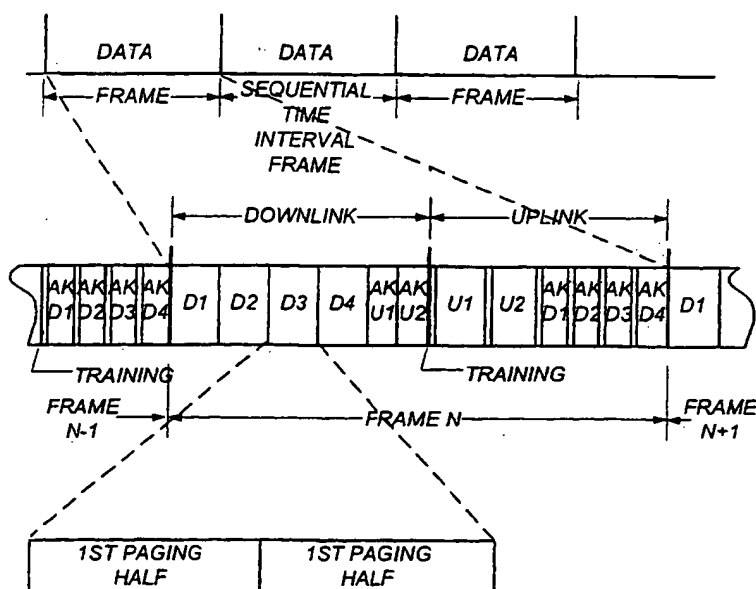 DATA DATA DATA
FRAME SEQUENTIAL FRAME
TIME
INTERVAL
FRAME
DOWNLINK UPLINK
AK AK AK AK D1 D2 D3 D4 AK AK U1 U2 AK AK AK AK D1
D1 D2 D3 D4 U1 U2 D1 D2 D3 D4
TRAINING TRAINING
FRAME FRAME N FRAME
N-1 N+1
1ST PAGING 1ST PAGING
HALF HALF